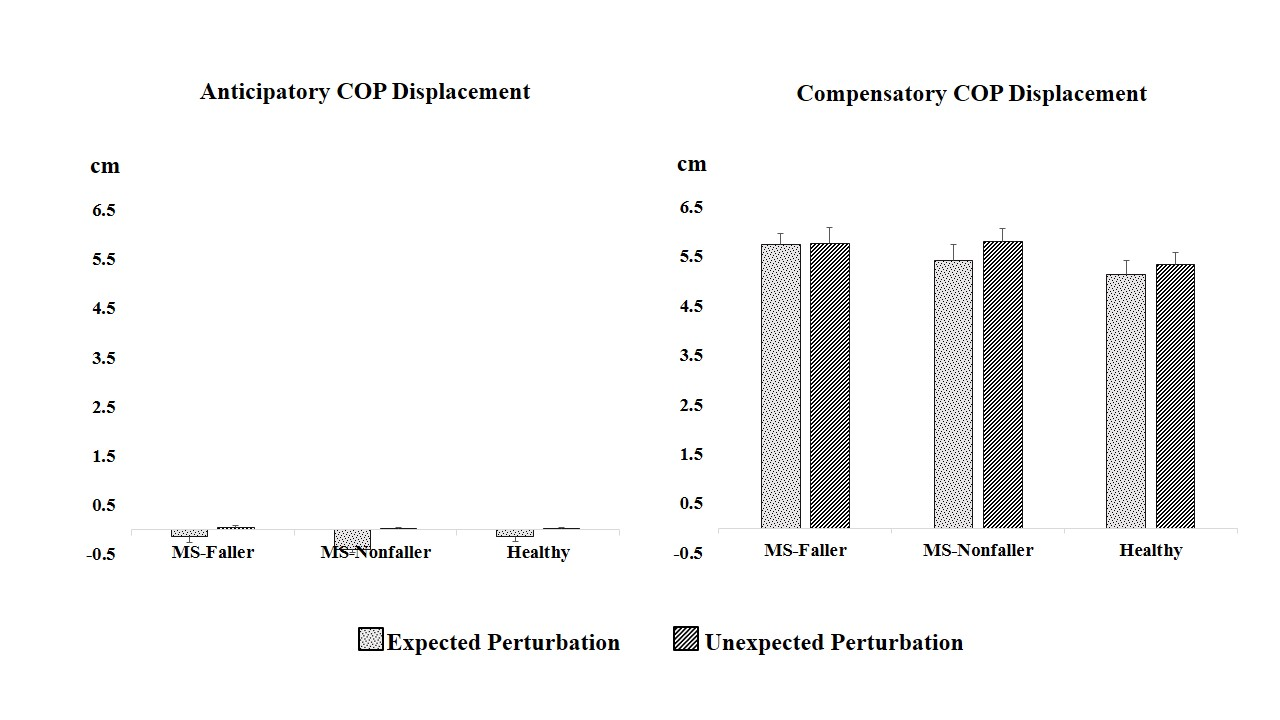 Anticipatory COP Displacement
cm
6.5
5.5
4.5
3.5
2.5
1.5
0.5
-0.5
MS-Faller
MS-Nonfaller
Healthy
Compensatory COP Displacement
cm
6.5
5.5
4.5
3.5
2.5
1.5
0.5
-0.5
MS-Faller
MS-Nonfaller
Healthy
Expected Perturbation
Unexpected Perturbation